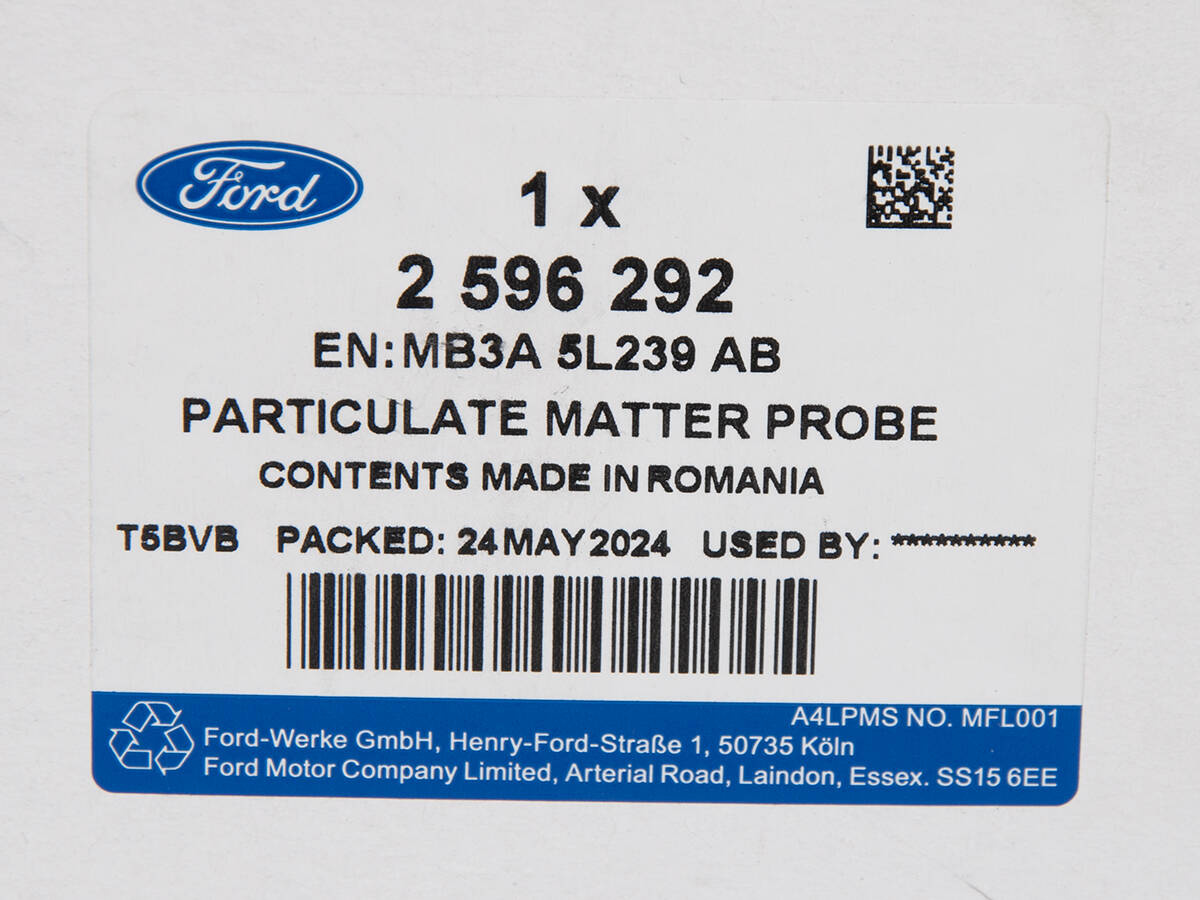 Ford
1 x
2 596 292
EN:MB3A 5L239 AB
PARTICULATE MATTER PROBE
CONTENTS MADE IN ROMANIA
T5BVB PACKED: 24 MAY 2024 USED BY: **********
A4LPMS NO. MFL001
Ford-Werke GmbH, Henry-Ford-Straße 1, 50735 Köln
Ford Motor Company Limited, Arterial Road, Laindon, Essex. SS15 6EE